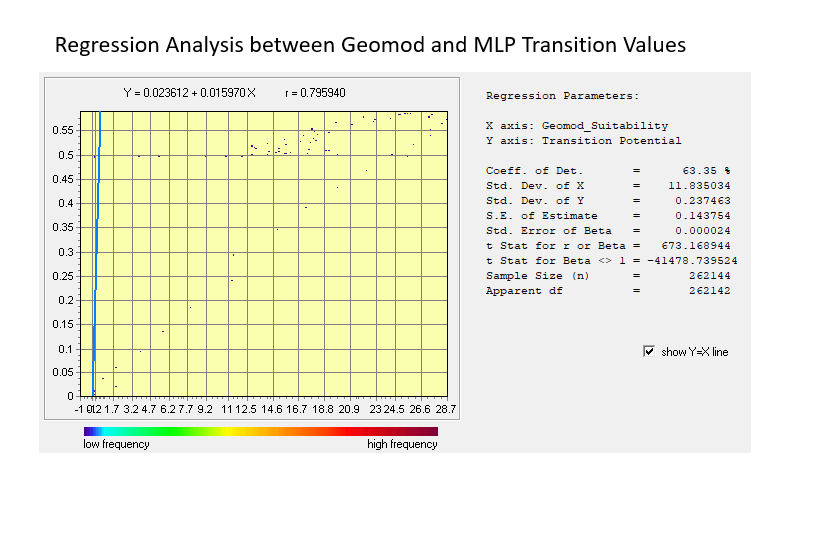 Regression Analysis between Geomod and MLP Transition Values
Y = 0.023612 + 0.015970 X r = 0.795940
0.55
0.5
0.45
0.4
0.35
0.3
0.25
0.2
0.15
0.1
0.05
0
1.7 3.2 4.7 6.2 7.7 9.2 11 12.5 14.6 16.7 18.8 20.9 23 24.5 26.6 28.7
low frequency high frequency
Regression Parameters:
X axis: Geomod_Suitability
Y axis: Transition Potential
Coeff. of Det. = 63.35 %
Std. Dev. of X = 11.835034
Std. Dev. of Y = 0.237463
S.E. of Estimate = 0.143754
Std. Error of Beta = 0.000024
t Stat for r or Beta = 673.168944
t Stat for Beta <> 1 = -41478.739524
Sample Size (n) = 262144
Apparent df = 262142
show Y=X line